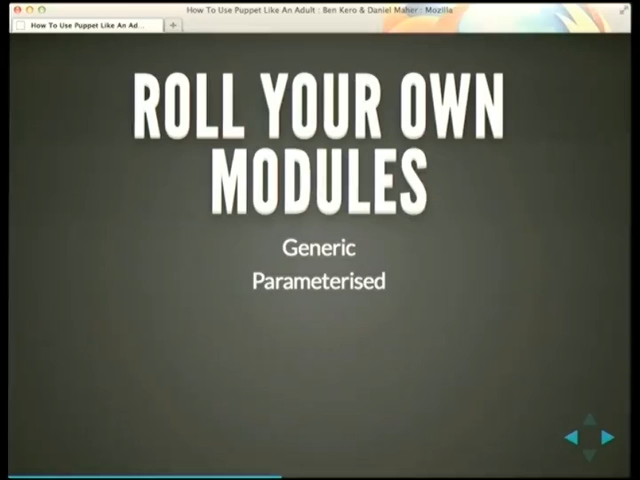 How To Use Puppet Like An Adult : Ben Kero & Daniel Maher : Mozilla
How To Use Puppet Like An Ad...
ROLL YOUR OWN
MODULES
Generic
Parameterised